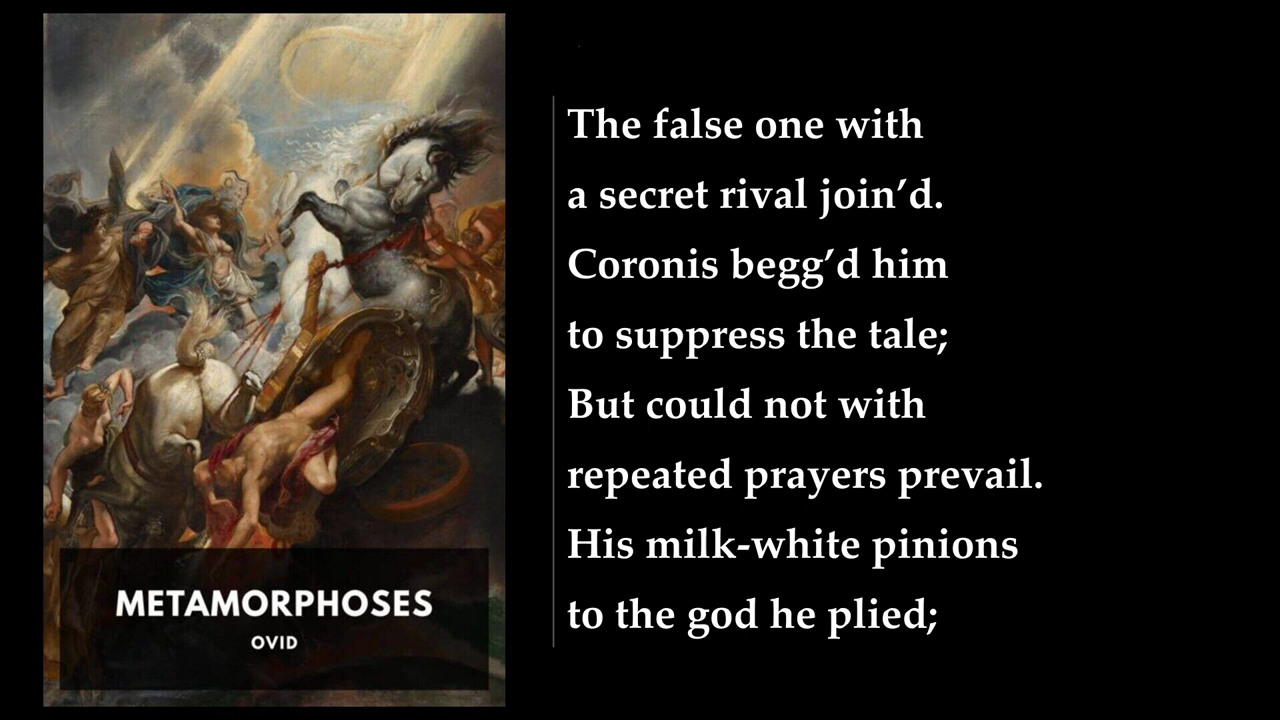 METAMORPHOSES
OVID
The false one with
a secret rival join’d.
Coronis begg’d him
to suppress the tale;
But could not with
repeated prayers prevail.
His milk-white pinions
to the god he plied;